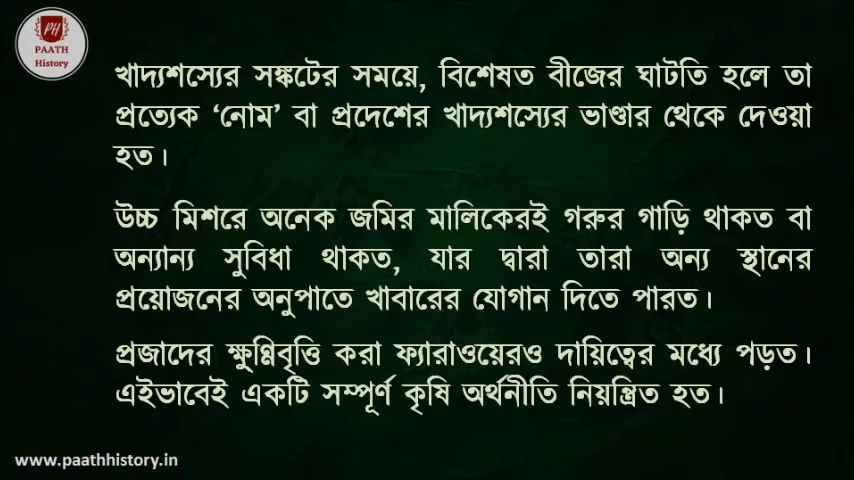 PH
PAATH
History
খাদ্যশস্যের সঙ্কটের সময়ে, বিশেষত বীজের ঘাটতি হলে তা
প্রত্যেক ‘নোম’ বা প্রদেশের খাদ্যশস্যের ভাণ্ডার থেকে দেওয়া
হত।
উচ্চ মিশরে অনেক জমির মালিকেরই গরুর গাড়ি থাকত বা
অন্যান্য সুবিধা থাকত, যার দ্বারা তারা অন্য স্থানের
প্রয়োজনের অনুপাতে খাবারের যোগান দিতে পারত।
প্রজাদের ক্ষুণ্ণিবৃত্তি করা ফ্যারাওয়েরও দায়িত্বের মধ্যে পড়ত।
এইভাবেই একটি সম্পূর্ণ কৃষি অর্থনীতি নিয়ন্ত্রিত হত।
www.paathhistory.in